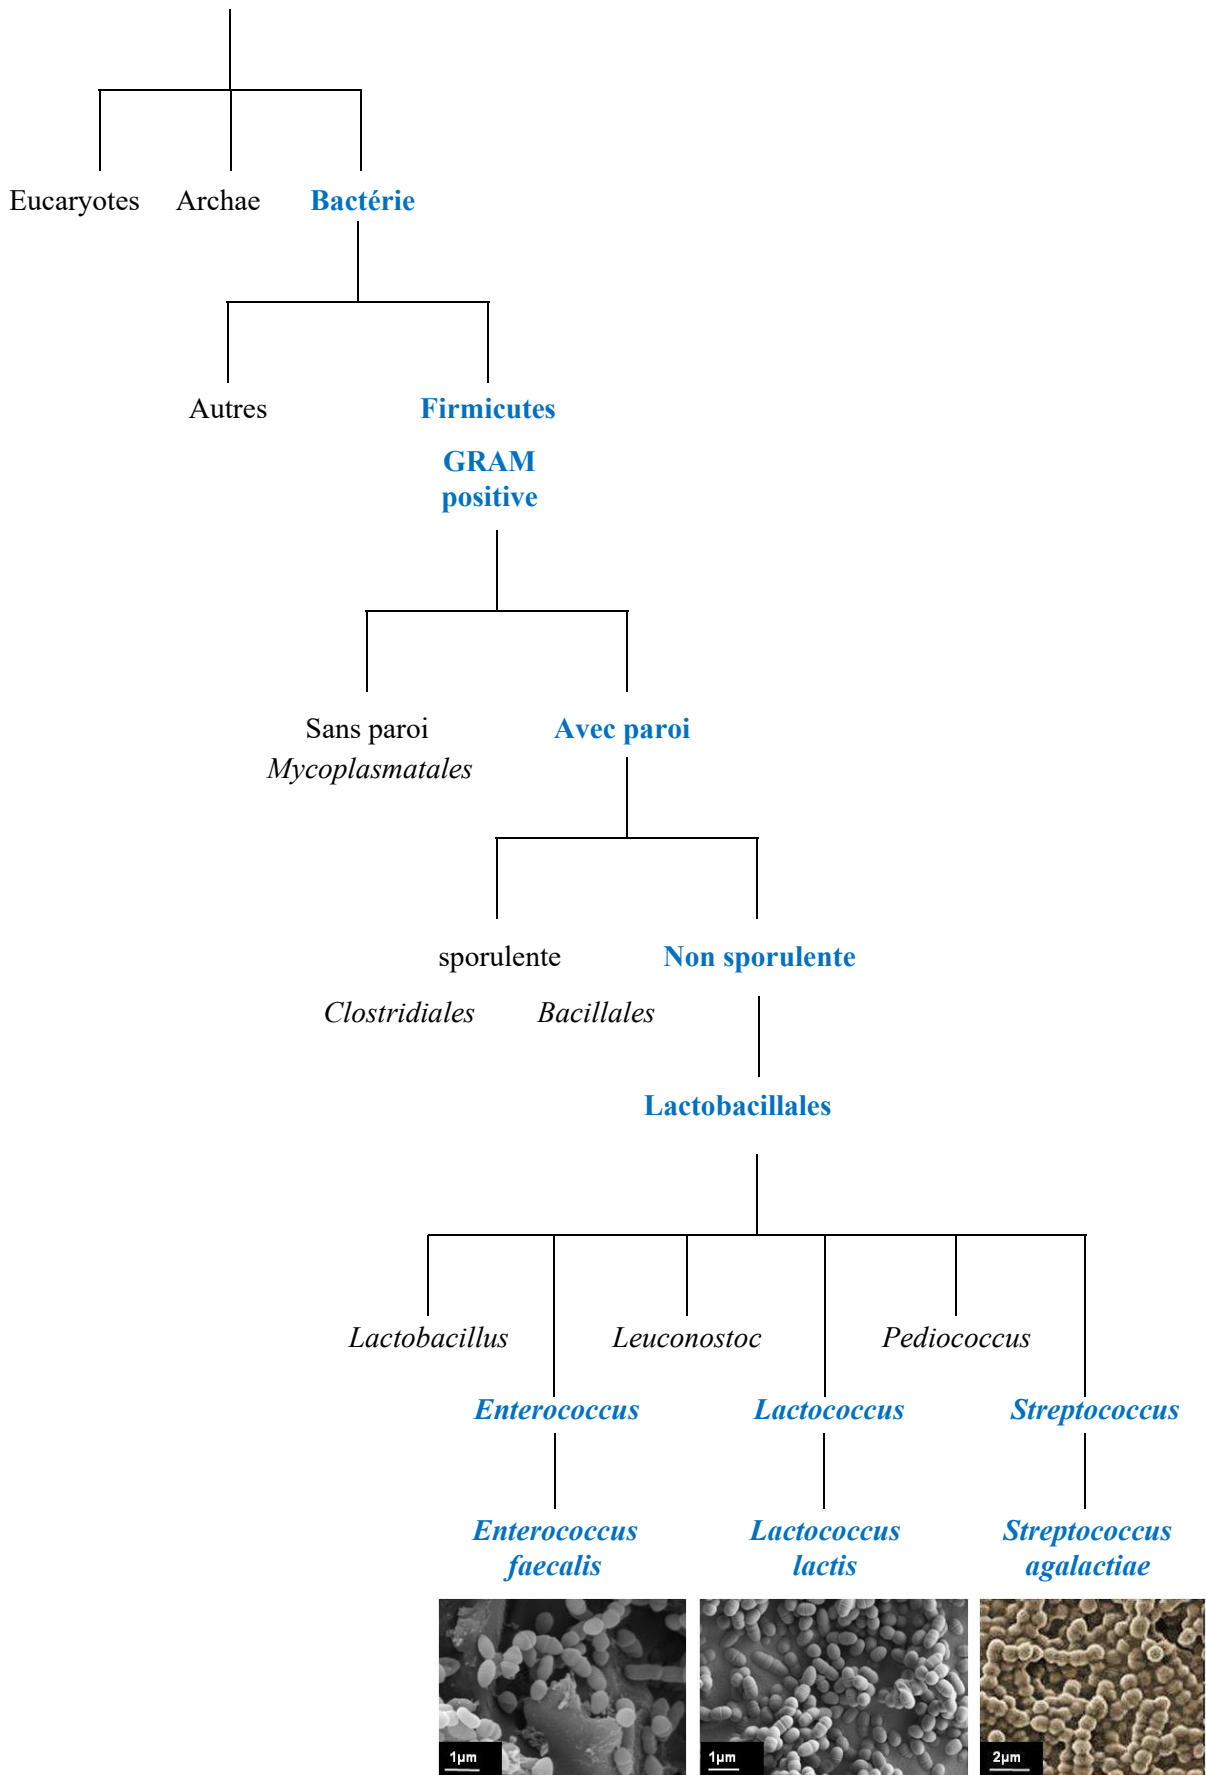 Eucaryotes Archae Bactérie
Autres Firmicutes
GRAM
positive
Sans paroi Avec paroi
Mycoplasmatales
sporulente Non sporulente
Clostridiales Bacillales
Lactobacillales
Lactobacillus Leuconostoc Pediococcus
Enterococcus Lactococcus Streptococcus
Enterococcus Lactococcus Streptococcus
faecalis lactis agalactiae
1µm 1µm 2µm